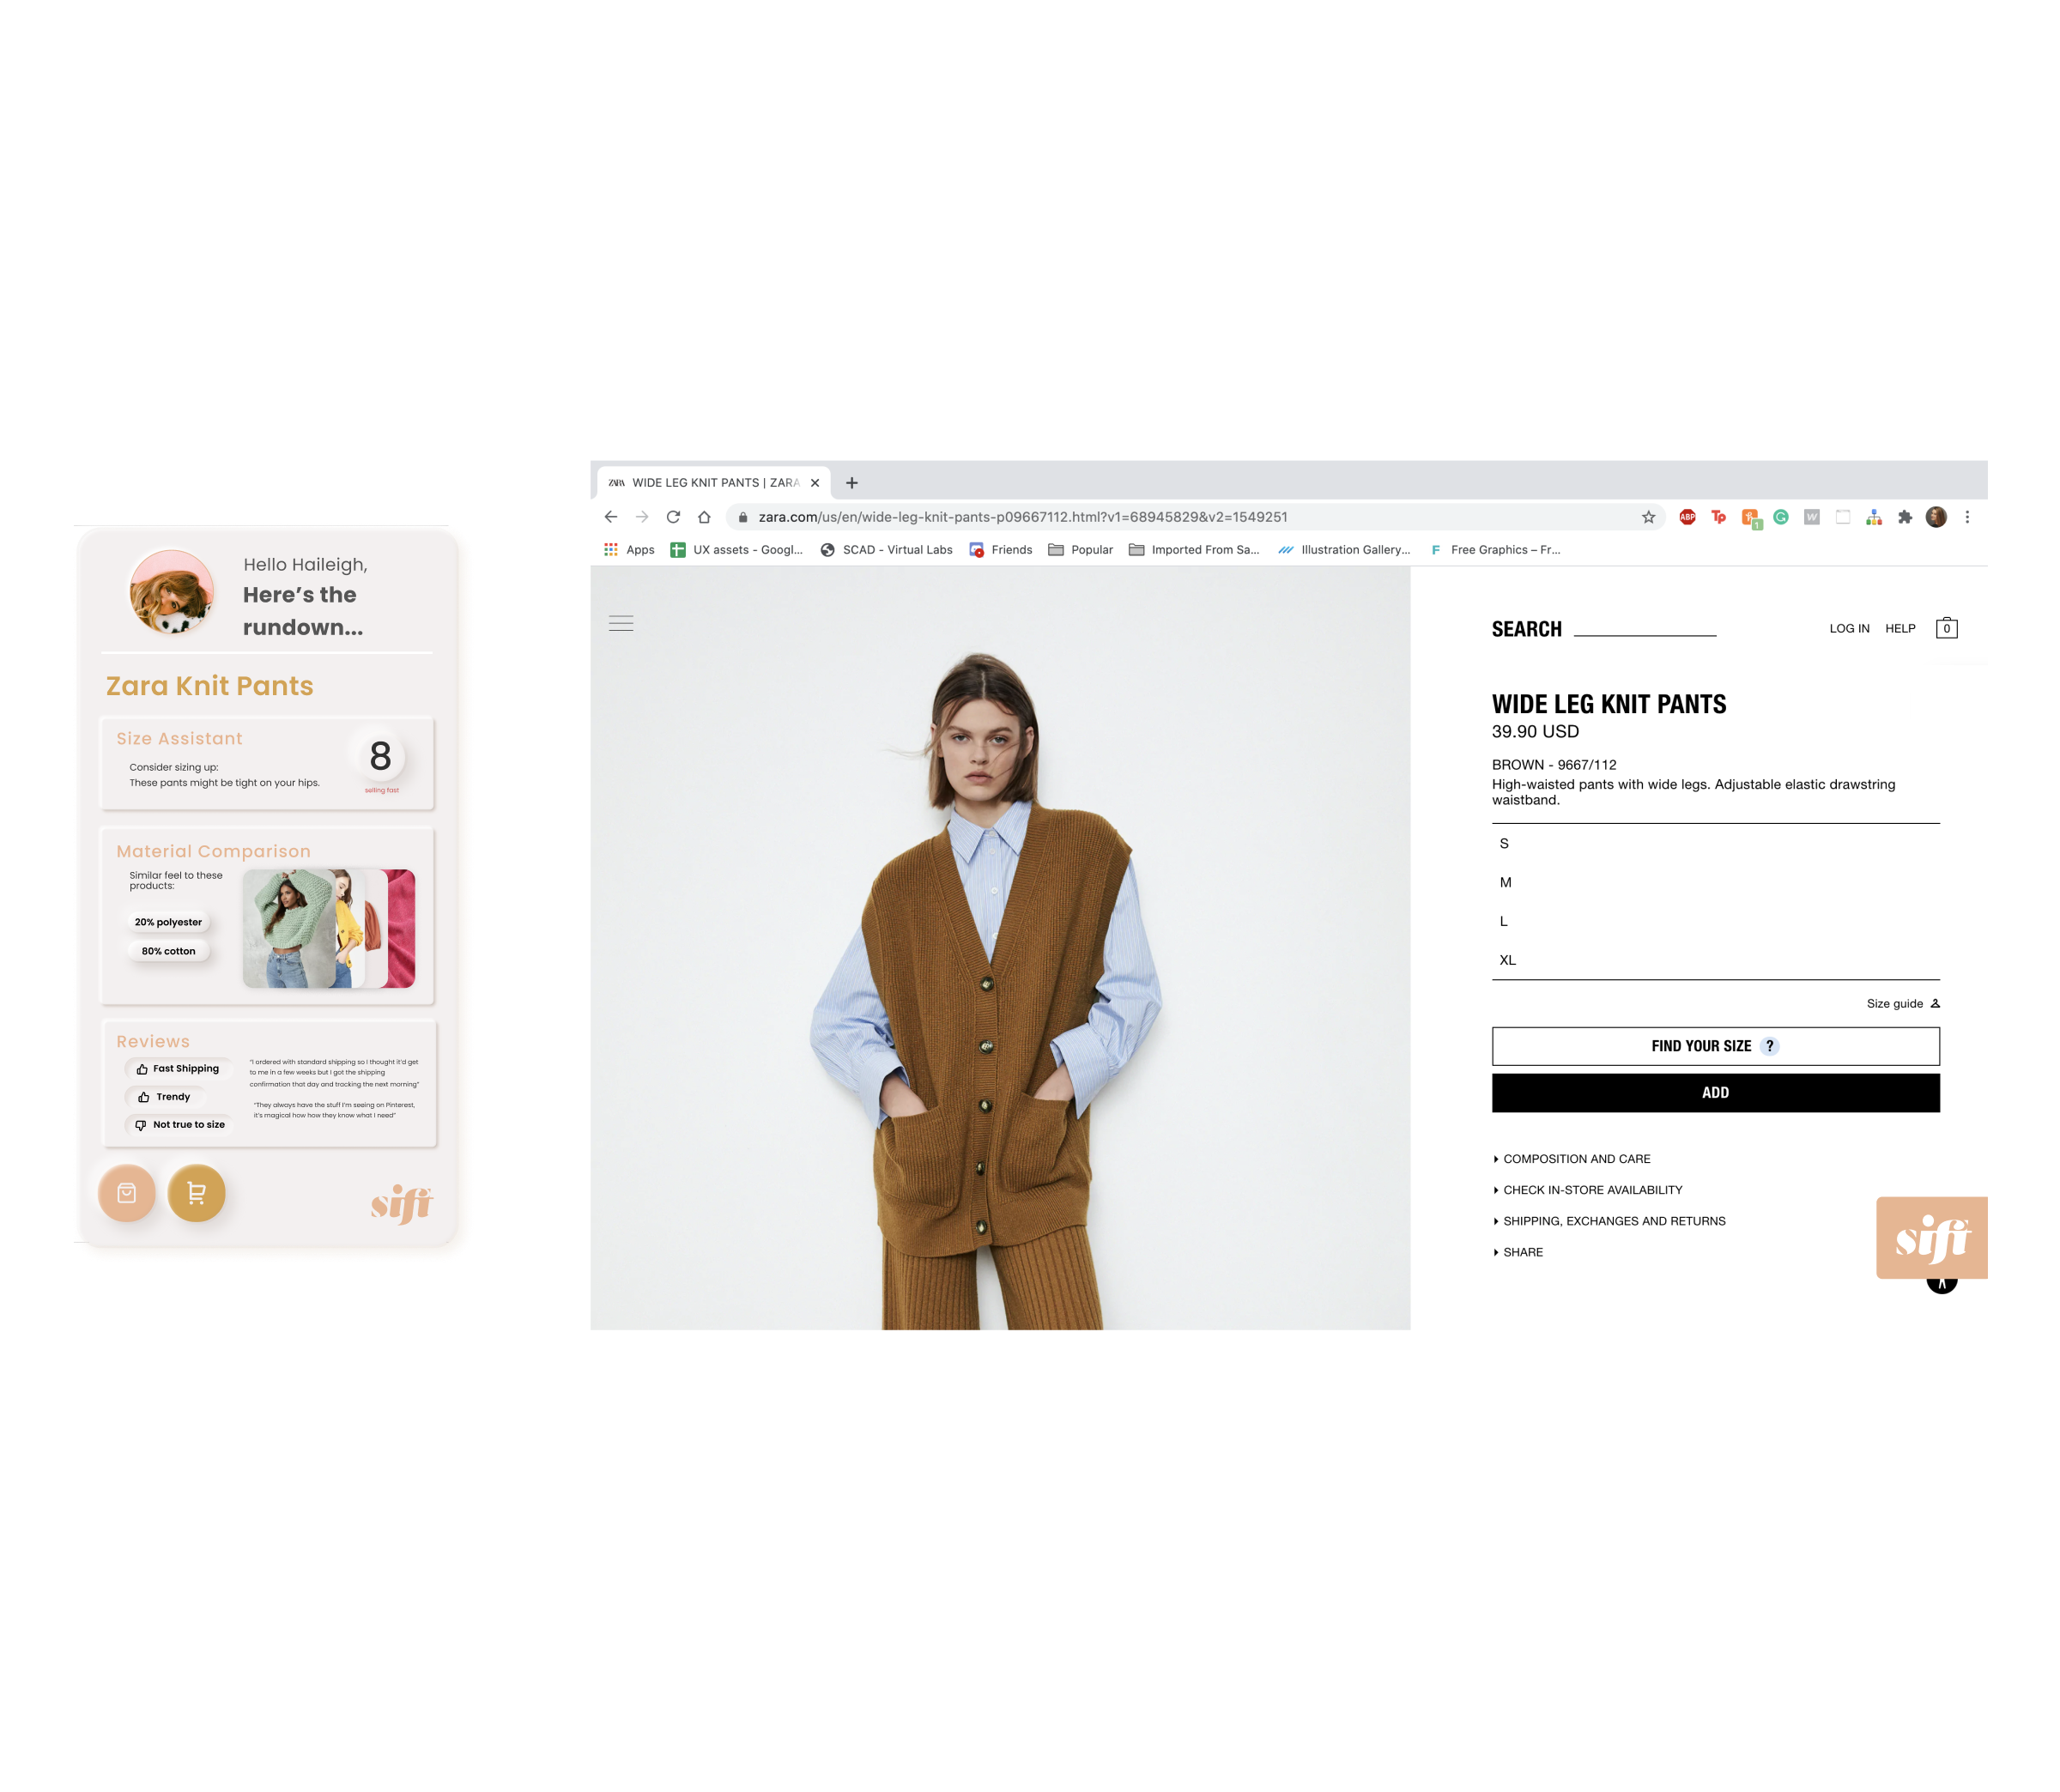 Hello Haileigh,
Here’s the
rundown...
Zara Knit Pants
Size Assistant
Consider sizing up:
These pants might be tight on your hips.
8
selling fast
Material Comparison
Similar feel to these
products:
20% polyester
80% cotton
Reviews
Fast Shipping
Trendy
Not true to size
“I ordered with standard shipping so I thought it’d get
to me in a few weeks but I got the shipping
confirmation that day and tracking the next morning”
“They always have the stuff I’m seeing on Pinterest,
it’s magical how how they know what I need”
sift
ZARA WIDE LEG KNIT PANTS | ZARA
zara.com/us/en/wide-leg-knit-pants-p09667112.html?v1=68945829&v2=1549251
ABP Tp 1 G W
Apps UX assets - Googl... SCAD - Virtual Labs Friends Popular Imported From Sa... Illustration Gallery... F Free Graphics – Fr...
SEARCH LOG IN HELP 0
WIDE LEG KNIT PANTS
39.90 USD
BROWN - 9667/112
High-waisted pants with wide legs. Adjustable elastic drawstring
waistband.
S
M
L
XL
Size guide
FIND YOUR SIZE ?
ADD
COMPOSITION AND CARE
CHECK IN-STORE AVAILABILITY
SHIPPING, EXCHANGES AND RETURNS
SHARE
sift